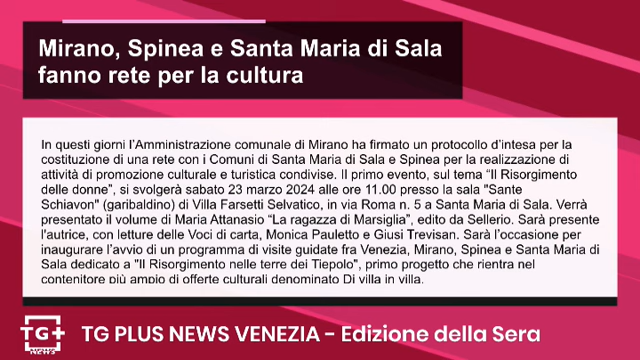 Mirano, Spinea e Santa Maria di Sala
fanno rete per la cultura
In questi giorni l'Amministrazione comunale di Mirano ha firmato un protocollo d'intesa per la
costituzione di una rete con i Comuni di Santa Maria di Sala e Spinea per la realizzazione di
attività di promozione culturale e turistica condivise. Il primo evento, sul tema "Il Risorgimento
delle donne", si svolgerà sabato 23 marzo 2024 alle ore 11.00 presso la sala "Sante
Schiavon" (garibaldino) di Villa Farsetti Selvatico, in via Roma n. 5 a Santa Maria di Sala. Verrà
presentato il volume di Maria Attanasio "La ragazza di Marsiglia", edito da Sellerio. Sarà presente
l'autrice, con letture delle Voci di carta, Monica Pauletto e Giusi Trevisan. Sarà l'occasione per
inaugurare l'avvio di un programma di visite guidate fra Venezia, Mirano, Spinea e Santa Maria di
Sala dedicato a "Il Risorgimento nelle terre dei Tiepolo", primo progetto che rientra nel
contenitore più ampio di offerte culturali denominato Di villa in villa.
TG+
NEWS
TG PLUS NEWS VENEZIA - Edizione della Sera